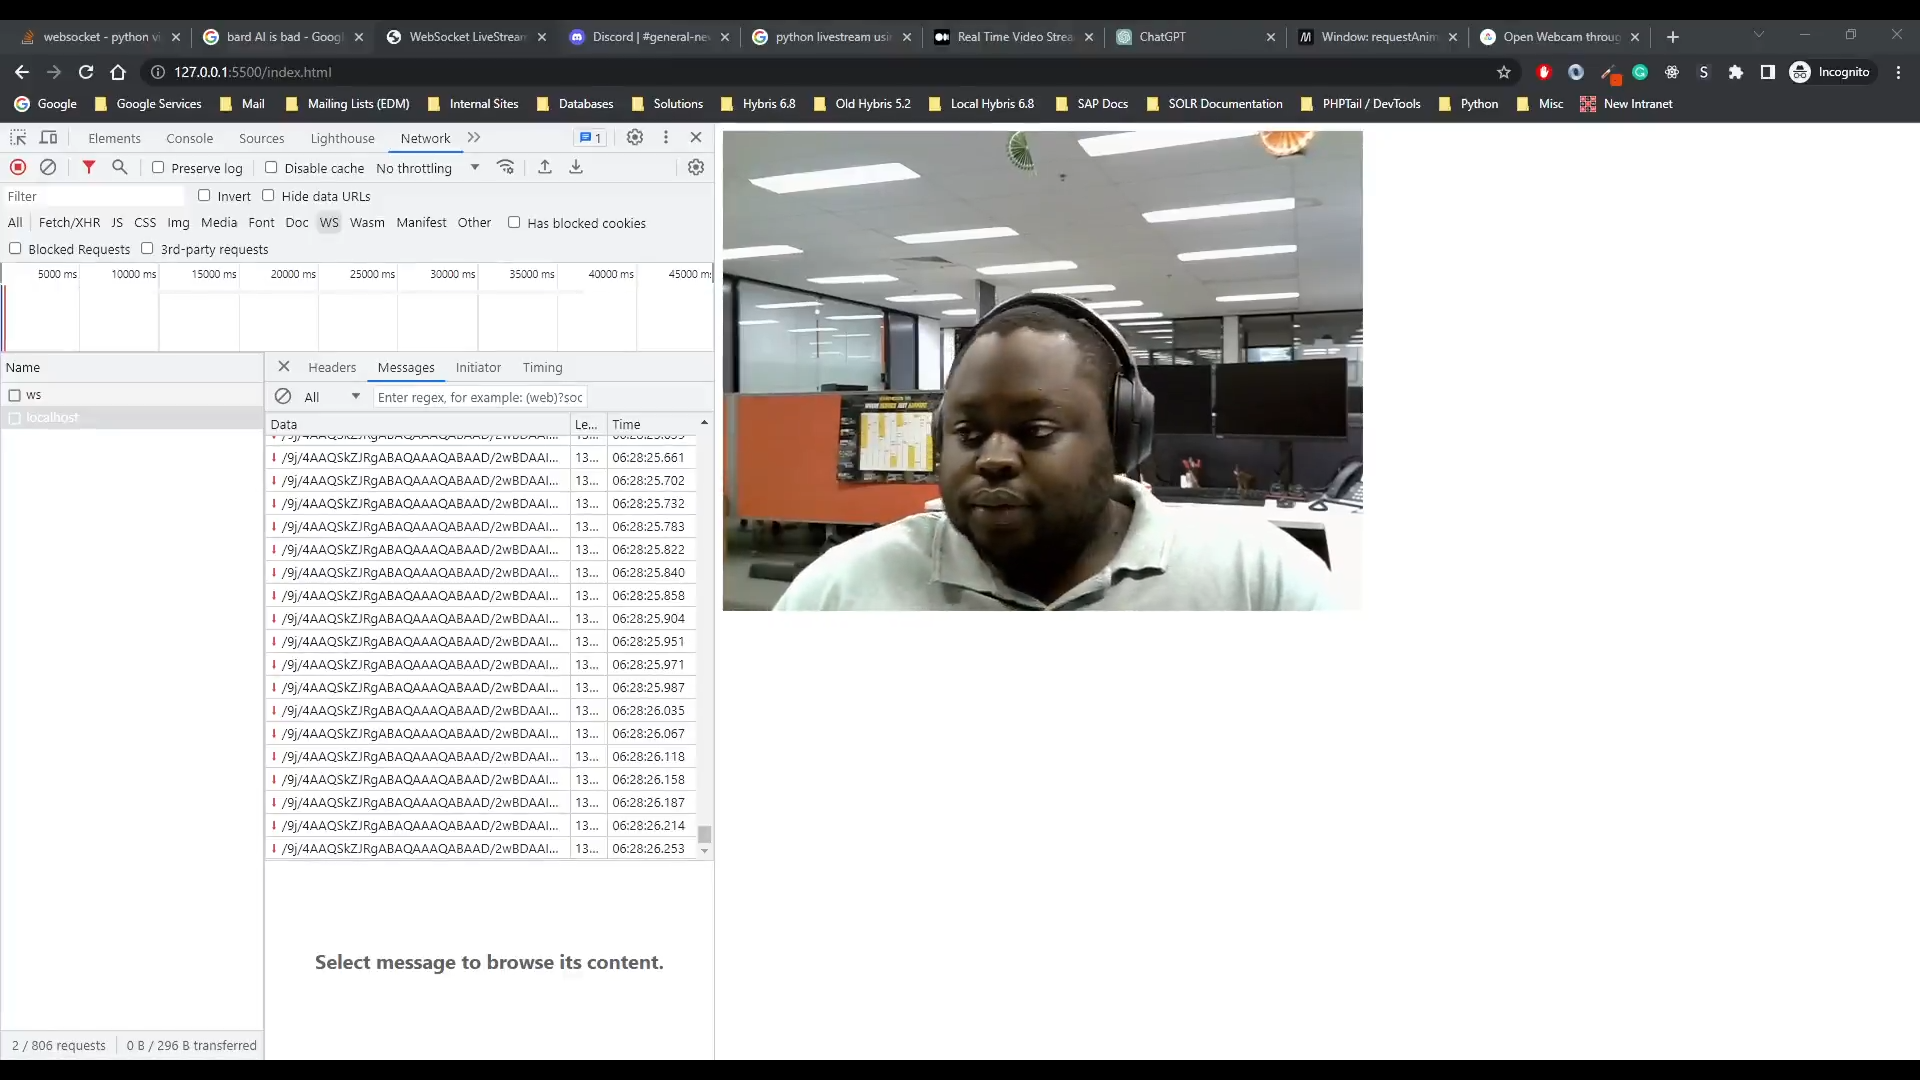 websocket - python vi
bard AI is bad - Googl
WebSocket LiveStream
Discord | #general-ne
python livestream usin
Real Time Video Strea
ChatGPT
Window: requestAnim
Open Webcam throug
127.0.0.1:5500/index.html
Incognito
Google
Google Services
Mail
Mailing Lists (EDM)
Internal Sites
Databases
Solutions
Hybris 6.8
Old Hybris 5.2
Local Hybris 6.8
SAP Docs
SOLR Documentation
PHPTail / DevTools
Python
Misc
New Intranet
Elements
Console
Sources
Lighthouse
Network
1
Preserve log
Disable cache
No throttling
Filter
Invert
Hide data URLs
All
Fetch/XHR
JS
CSS
Img
Media
Font
Doc
WS
Wasm
Manifest
Other
Has blocked cookies
Blocked Requests
3rd-party requests
5000 ms
10000 ms
15000 ms
20000 ms
25000 ms
30000 ms
35000 ms
40000 ms
45000 ms
Name
ws
localhost
Headers
Messages
Initiator
Timing
All
Enter regex, for example: (web)?soc
Data Le... Time
/9j/4AAQSkZJRgABAQAAAQABAAD/2wBDAAI... 13... 06:28:25.661
/9j/4AAQSkZJRgABAQAAAQABAAD/2wBDAAI... 13... 06:28:25.702
/9j/4AAQSkZJRgABAQAAAQABAAD/2wBDAAI... 13... 06:28:25.732
/9j/4AAQSkZJRgABAQAAAQABAAD/2wBDAAI... 13... 06:28:25.783
/9j/4AAQSkZJRgABAQAAAQABAAD/2wBDAAI... 13... 06:28:25.822
/9j/4AAQSkZJRgABAQAAAQABAAD/2wBDAAI... 13... 06:28:25.840
/9j/4AAQSkZJRgABAQAAAQABAAD/2wBDAAI... 13... 06:28:25.858
/9j/4AAQSkZJRgABAQAAAQABAAD/2wBDAAI... 13... 06:28:25.904
/9j/4AAQSkZJRgABAQAAAQABAAD/2wBDAAI... 13... 06:28:25.951
/9j/4AAQSkZJRgABAQAAAQABAAD/2wBDAAI... 13... 06:28:25.971
/9j/4AAQSkZJRgABAQAAAQABAAD/2wBDAAI... 13... 06:28:25.987
/9j/4AAQSkZJRgABAQAAAQABAAD/2wBDAAI... 13... 06:28:26.035
/9j/4AAQSkZJRgABAQAAAQABAAD/2wBDAAI... 13... 06:28:26.067
/9j/4AAQSkZJRgABAQAAAQABAAD/2wBDAAI... 13... 06:28:26.118
/9j/4AAQSkZJRgABAQAAAQABAAD/2wBDAAI... 13... 06:28:26.158
/9j/4AAQSkZJRgABAQAAAQABAAD/2wBDAAI... 13... 06:28:26.187
/9j/4AAQSkZJRgABAQAAAQABAAD/2wBDAAI... 13... 06:28:26.214
/9j/4AAQSkZJRgABAQAAAQABAAD/2wBDAAI... 13... 06:28:26.253
Select message to browse its content.
2 / 806 requests
0 B / 296 B transferred